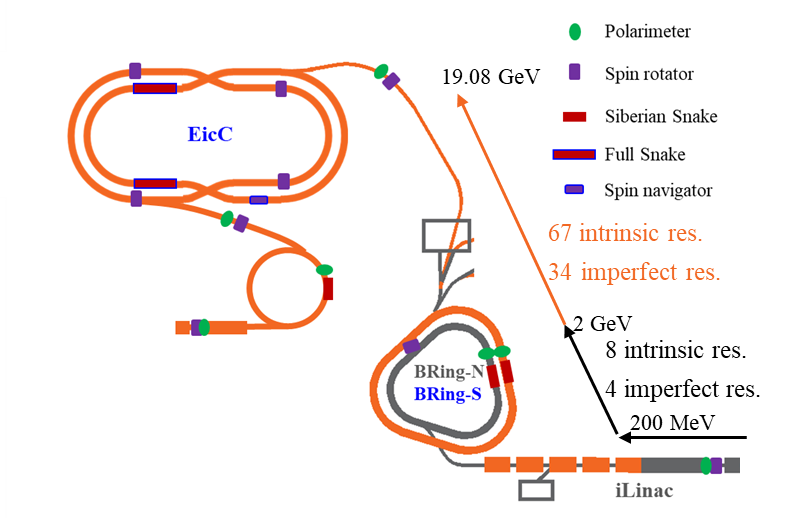 Polarimeter
19.08 GeV
Spin rotator
Siberian Snake
EicC
Full Snake
Spin navigator
67 intrinsic res.
34 imperfect res.
2 GeV
8 intrinsic res.
BRing-N
BRing-S
4 imperfect res.
200 MeV
iLinac